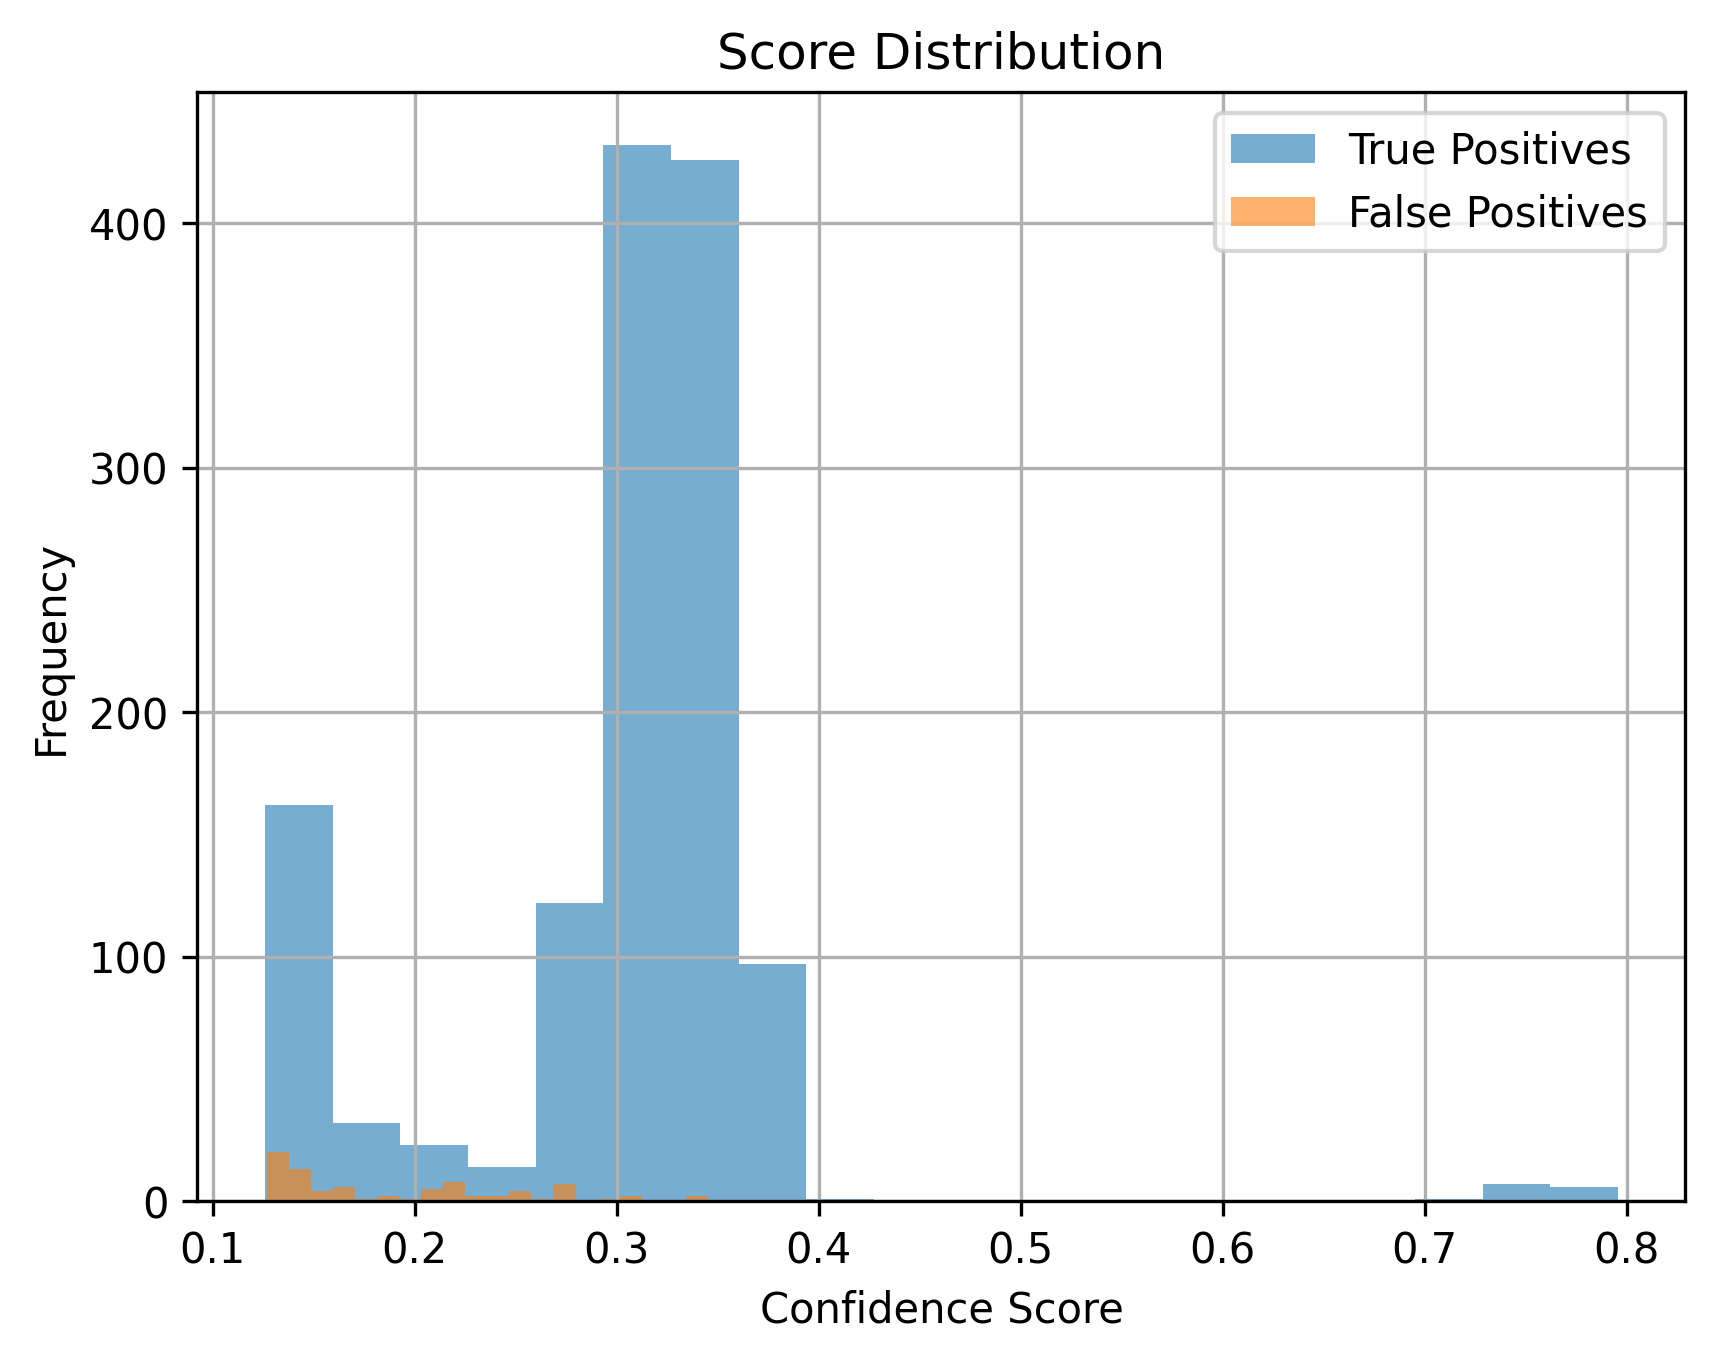 Score Distribution
True Positives
False Positives
Frequency
400
300
200
100
0
0.1 0.2 0.3 0.4 0.5 0.6 0.7 0.8
Confidence Score